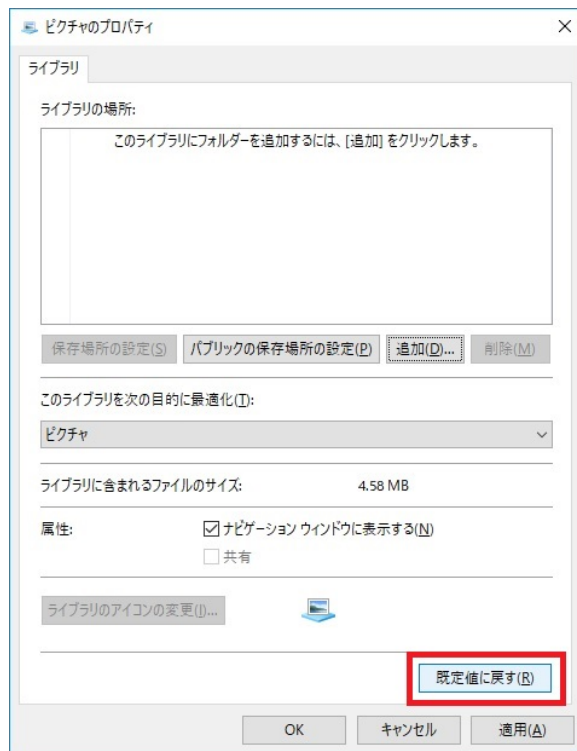 ピクチャのプロパティ
ライブラリ
ライブラリの場所:
このライブラリにフォルダーを追加するには、[追加] をクリックします。
保存場所の設定(S) パブリックの保存場所の設定(P) 追加(D)... 削除(M)
このライブラリを次の目的に最適化(T):
ピクチャ
ライブラリに含まれるファイルのサイズ: 4.58 MB
属性: ナビゲーション ウィンドウに表示する(N)
共有
ライブラリのアイコンの変更(I)...
既定値に戻す(R)
OK キャンセル 適用(A)